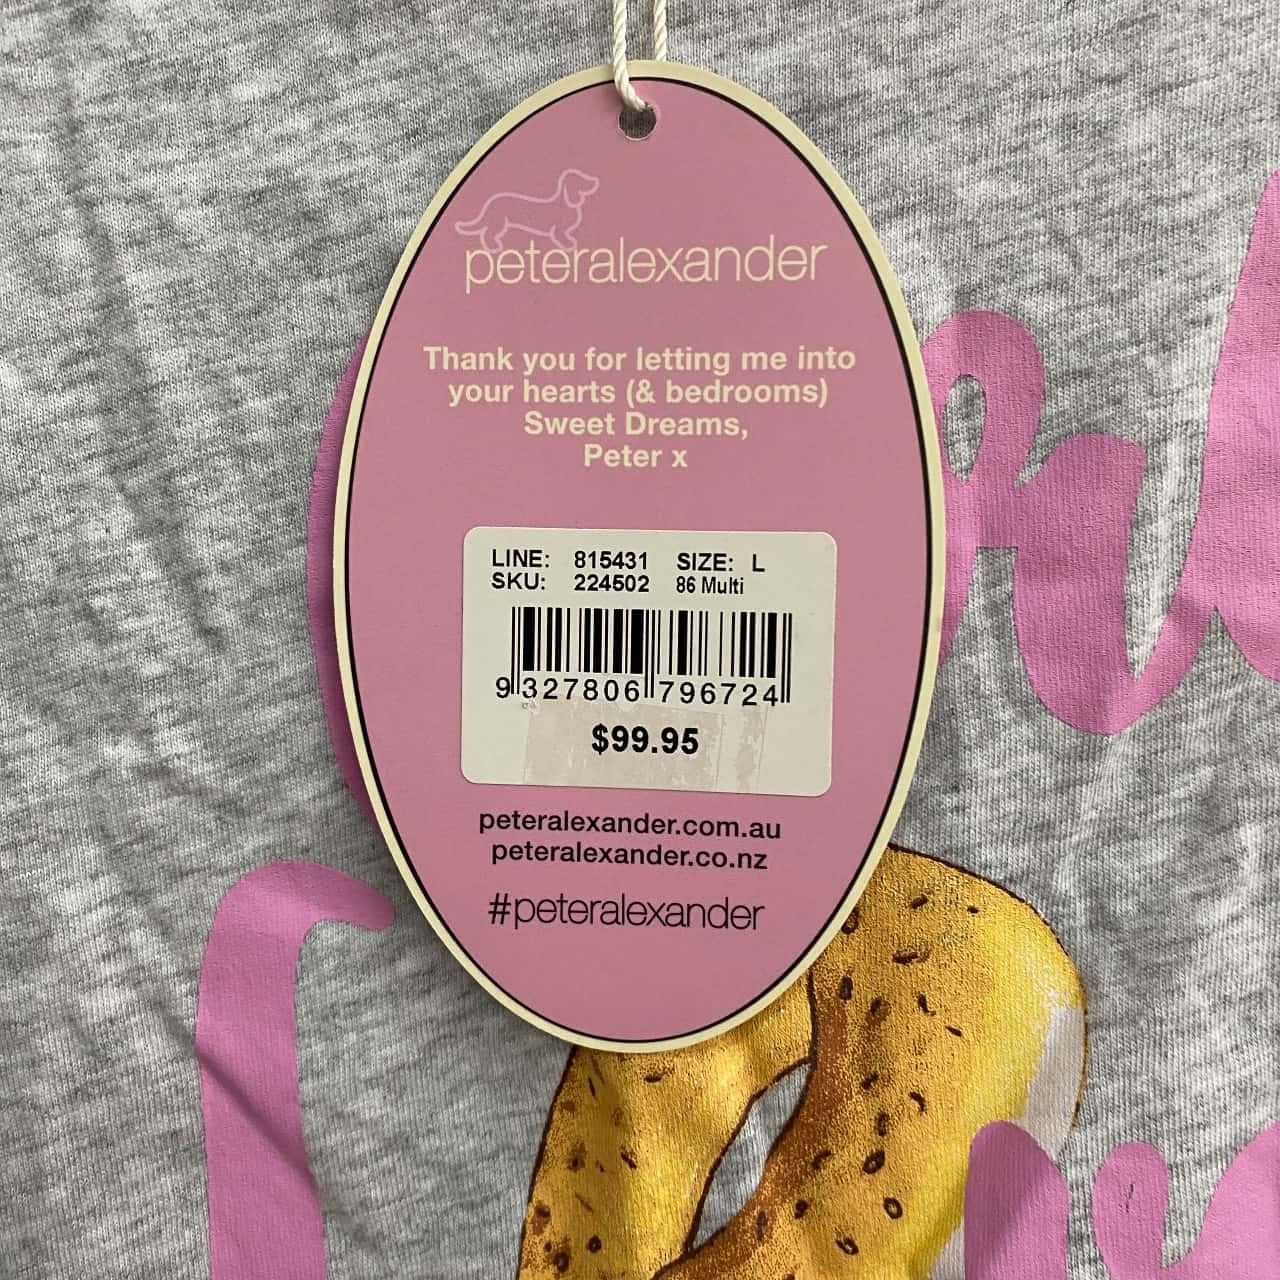 peteralexander
Thank you for letting me into
your hearts (& bedrooms)
Sweet Dreams,
Peter x
LINE: 815431 SIZE: L
SKU: 224502 86 Multi
9 327806 796724
$99.95
peteralexander.com.au
peteralexander.co.nz
#peteralexander